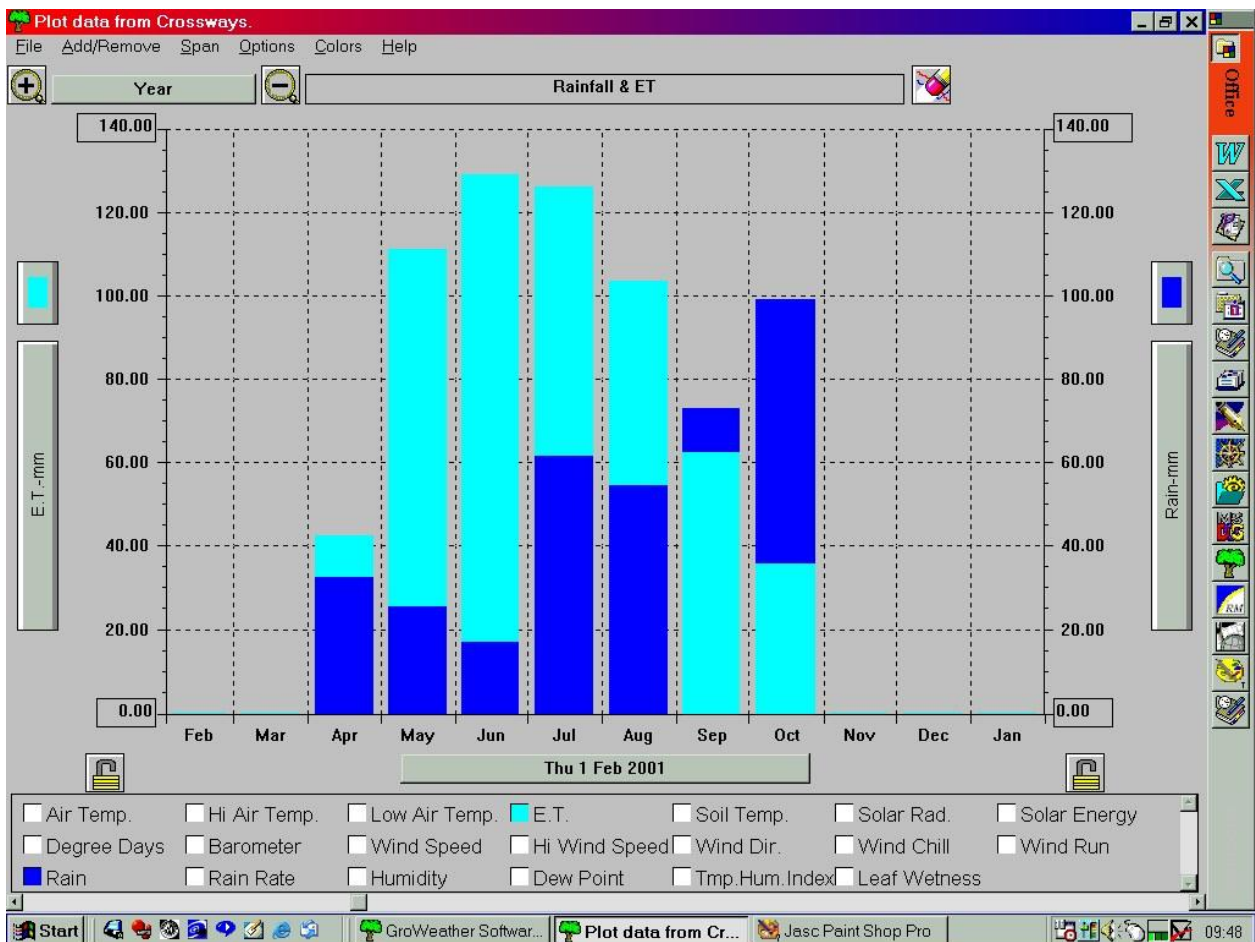 Plot data from Crossways.
File Add/Remove Span Options Colors Help
Office
Year Rainfall & ET
140.00 140.00
120.00 120.00
100.00 100.00
80.00 80.00
60.00 60.00
40.00 40.00
20.00 20.00
0.00 0.00
E.T.-mm
Rain-mm
Feb Mar Apr May Jun Jul Aug Sep Oct Nov Dec Jan
Thu 1 Feb 2001
Air Temp. Hi Air Temp. Low Air Temp. E.T. Soil Temp. Solar Rad. Solar Energy
Degree Days Barometer Wind Speed Hi Wind Speed Wind Dir. Wind Chill Wind Run
Rain Rain Rate Humidity Dew Point Tmp.Hum.Index Leaf Wetness
Start GroWeather Softwar... Plot data from Cr... Jasc Paint Shop Pro 09:48